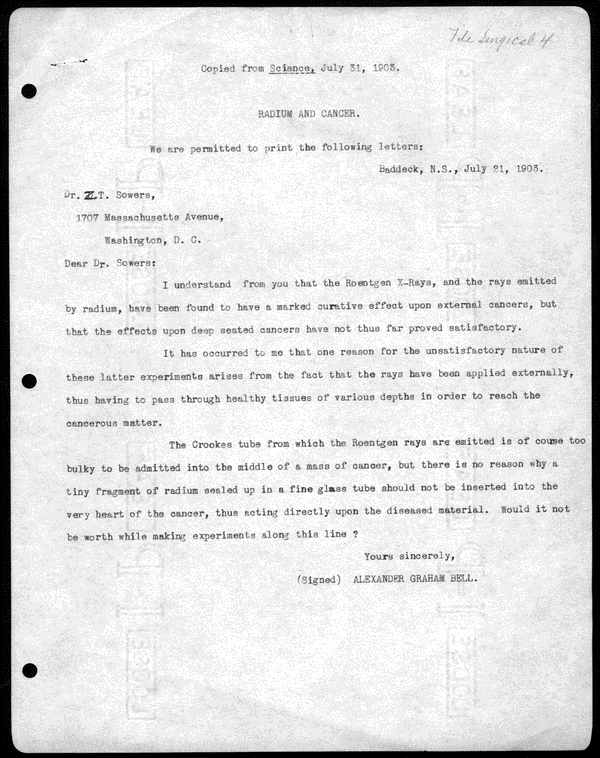 File Surgical 4
Copied from Science, July 31, 1903.
RADIUM AND CANCER.
We are permitted to print the following letters:
Baddeck, N.S., July 21, 1903.
Dr. Z.T. Sowers,
1707 Massachusetts Avenue,
Washington, D. C.
Dear Dr. Sowers:
I understand from you that the Roentgen X-Rays, and the rays emitted
by radium, have been found to have a marked curative effect upon external cancers, but
that the effects upon deep seated cancers have not thus far proved satisfactory.
It has occurred to me that one reason for the unsatisfactory nature of
these latter experiments arises from the fact that the rays have been applied externally,
thus having to pass through healthy tissues of various depths in order to reach the
cancerous matter.
The Crookes tube from which the Roentgen rays are emitted is of course too
bulky to be admitted into the middle of a mass of cancer, but there is no reason why a
tiny fragment of radium sealed up in a fine glass tube should not be inserted into the
very heart of the cancer, thus acting directly upon the diseased material. Would it not
be worth while making experiments along this line ?
Yours sincerely,
(Signed) ALEXANDER GRAHAM BELL.